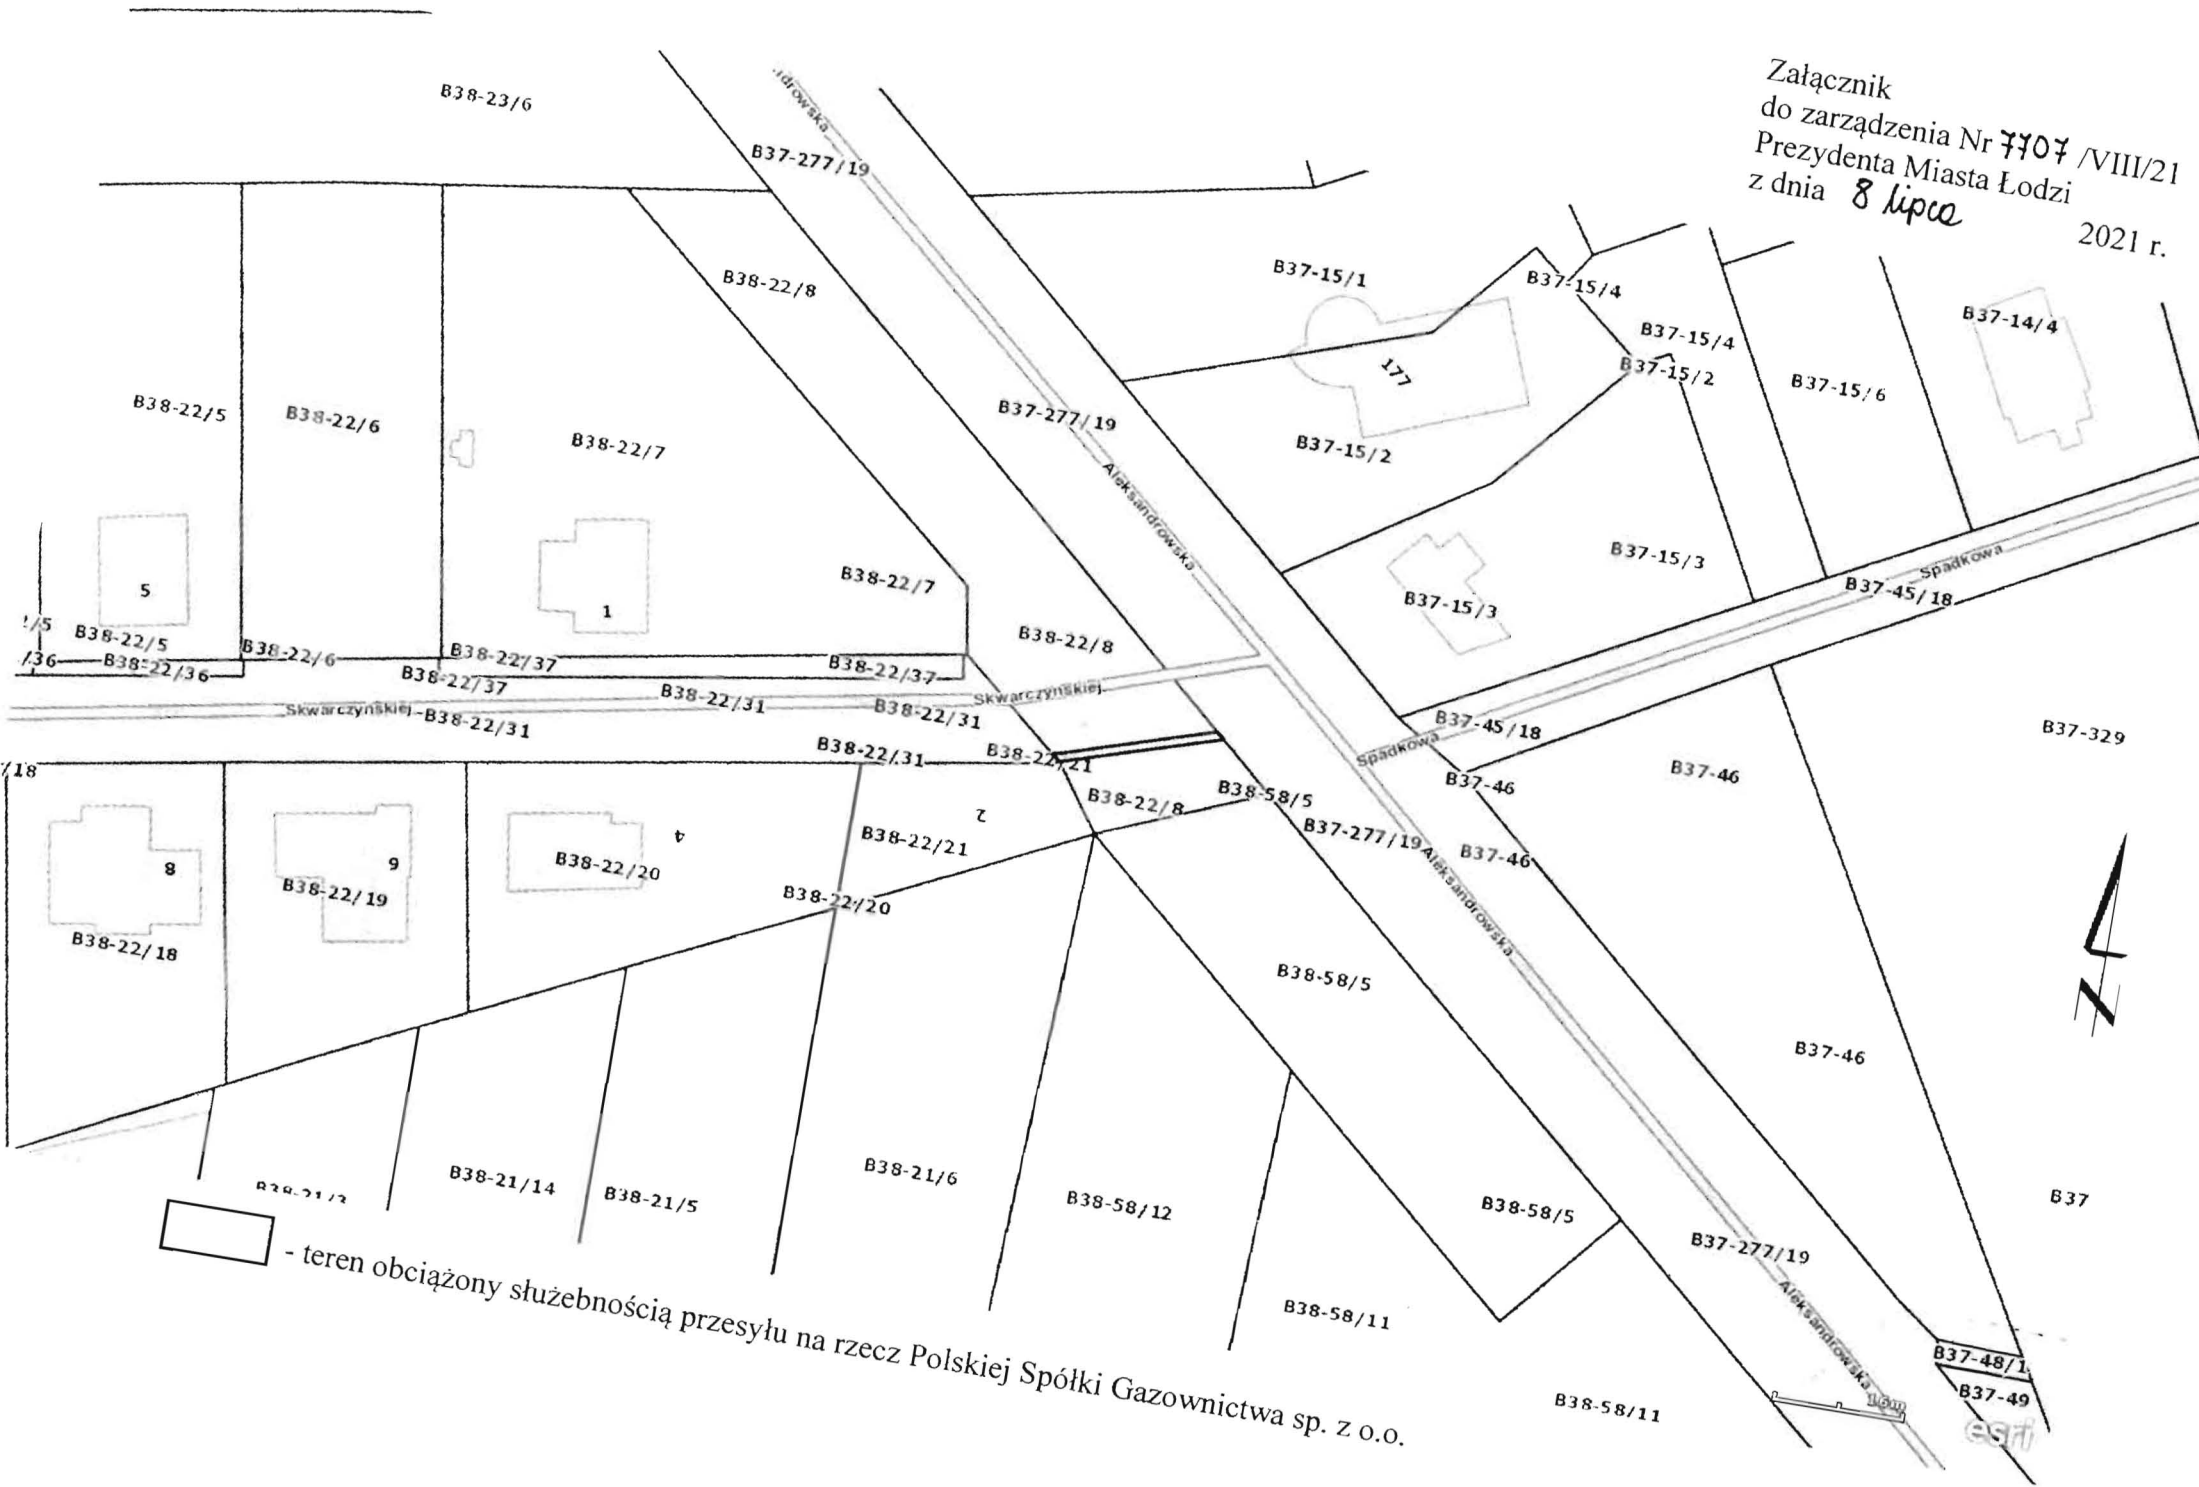 Załącznik
do zarządzenia Nr 7707 /VIII/21
Prezydenta Miasta Łodzi
z dnia 8 lipca 2021 r.
B38-23/6
B37-277/19
B37-15/1
B37-15/4
B38-22/8
B37-14/4
B37-15/4
B37-15/2
B37-15/6
177
B38-22/5
B38-22/6
B37-277/19
B38-22/7
B37-15/2
Aleksandrowska
B37-15/3
Spadkowa
B38-22/7
B37-45/18
5
1
B37-15/3
B38-22/5
B38-22/6
B38-22/37
B38-22/8
/36
B38-22/36
B38-22/37
B38-22/37
B38-22/31
Skwarczyńskiej
Skwarczyńskiej
B38-22/31
B38-22/31
B37-45/18
B37-329
Spadkowa
B38-22/31
B38-22/21
/18
B37-46
B37-46
B38-58/5
B38-22/8
2
4
B38-22/21
B37-277/19
B37-46
8
9
B38-22/20
B38-22/19
B38-22/20
Aleksandrowska
B38-22/18
B38-58/5
N
B37-46
B38-21/14
B38-21/5
B38-21/6
B38-58/12
B38-58/5
B37
B37-277/19
- teren obciążony służebnością przesyłu na rzecz Polskiej Spółki Gazownictwa sp. z o.o.
B38-58/11
Aleksandrowska
B37-48/1
B37-49
B38-58/11
16m
esri